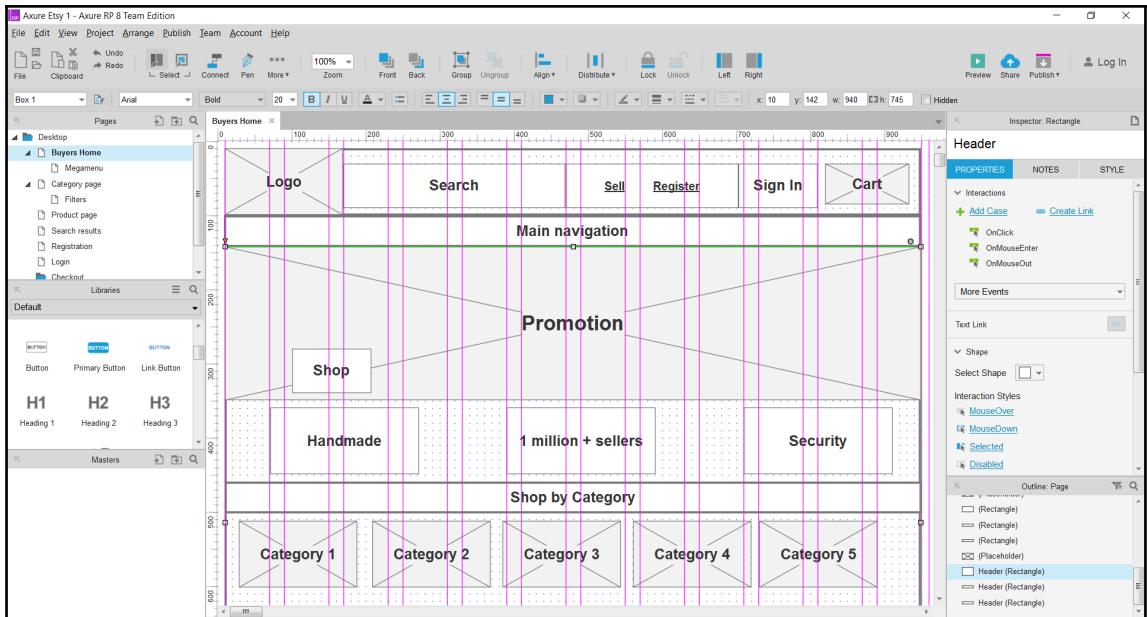 Axure Etsy 1 - Axure RP 8 Team Edition
File Edit View Project Arrange Publish Team Account Help
File Clipboard Undo Redo Select Connect Pen More 100% Zoom Front Back Group Ungroup Align Distribute Lock Unlock Left Right Preview Share Publish Log In
Box 1 Arial Bold 20 B I U A x: 10 y: 142 w: 940 h: 745 Hidden
Pages
Desktop
Buyers Home
Megamenu
Category page
Filters
Product page
Search results
Registration
Login
Checkout
Libraries
Default
BUTTON BUTTON BUTTON
Button Primary Button Link Button
H1 H2 H3
Heading 1 Heading 2 Heading 3
Masters
Buyers Home
0 100 200 300 400 500 600 700 800 900
0
100
200
300
400
500
600
Logo Search Sell Register Sign In Cart
Main navigation
Promotion
Shop
Handmade 1 million + sellers Security
Shop by Category
Category 1 Category 2 Category 3 Category 4 Category 5
Inspector: Rectangle
Header
PROPERTIES NOTES STYLE
Interactions
Add Case Create Link
OnClick
OnMouseEnter
OnMouseOut
More Events
Text Link
Shape
Select Shape
Interaction Styles
MouseOver
MouseDown
Selected
Disabled
Outline: Page
(Rectangle)
(Rectangle)
(Rectangle)
(Placeholder)
Header (Rectangle)
Header (Rectangle)
Header (Rectangle)